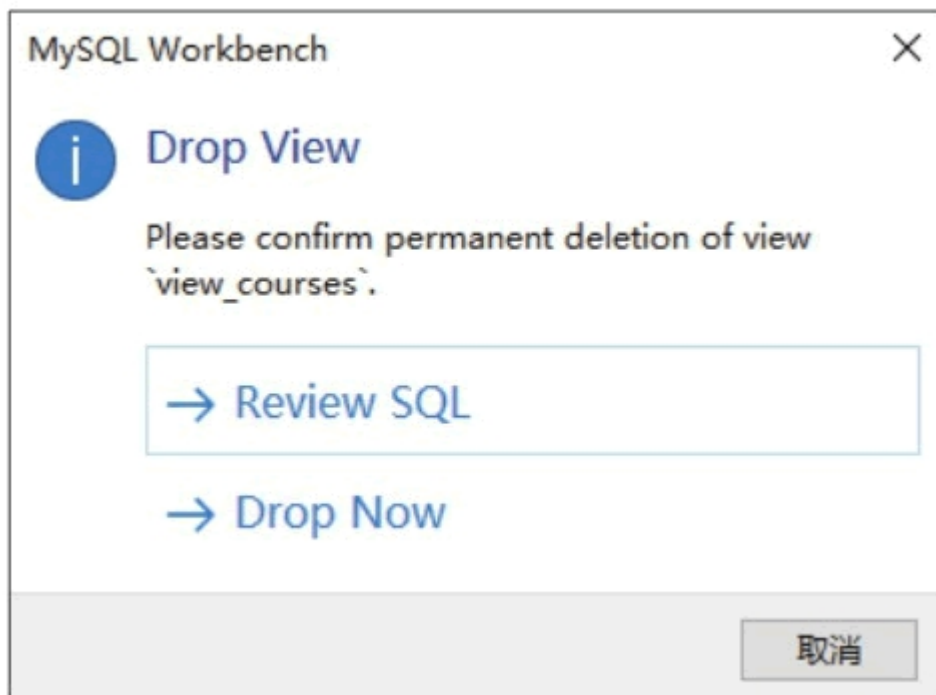 MySQL Workbench
Drop View
Please confirm permanent deletion of view
`view_courses`.
→ Review SQL
→ Drop Now
取消